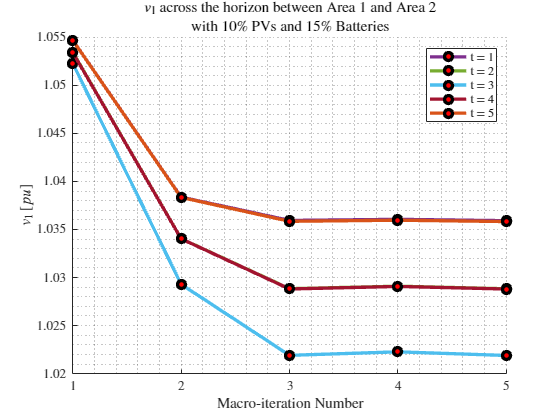 v₁ across the horizon between Area 1 and Area 2
with 10% PVs and 15% Batteries
1.055
1.05
1.045
1.04
1.035
1.03
1.025
1.02
v₁ [pu]
1 2 3 4 5
Macro-iteration Number
t = 1
t = 2
t = 3
t = 4
t = 5